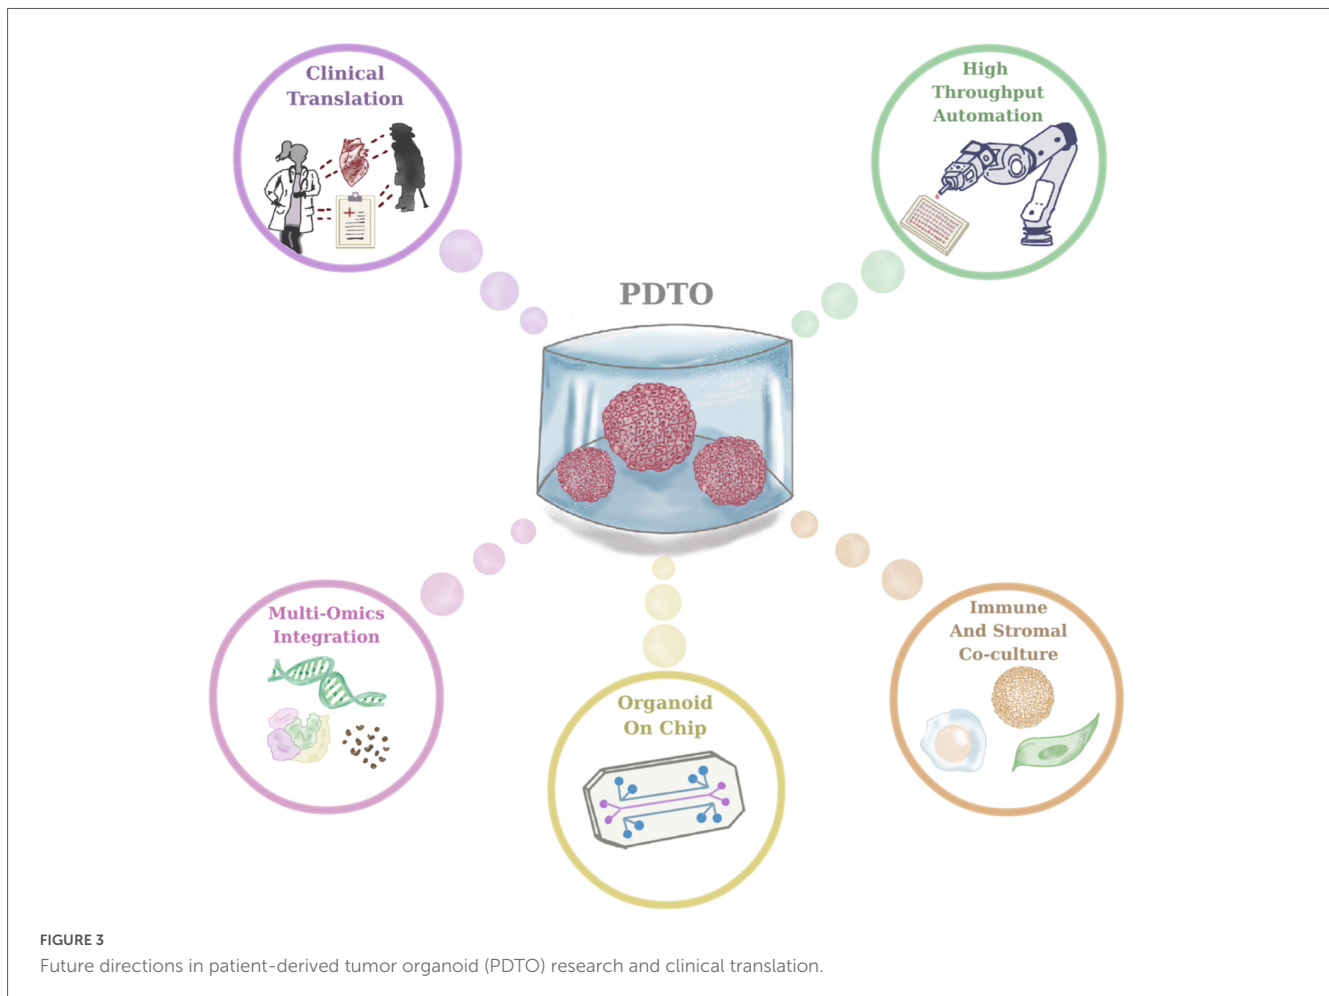 Clinical
Translation
High
Throughput
Automation
PDTO
Multi-Omics
Integration
Organoid
On Chip
Immune
And Stromal
Co-culture
FIGURE 3
Future directions in patient-derived tumor organoid (PDTO) research and clinical translation.